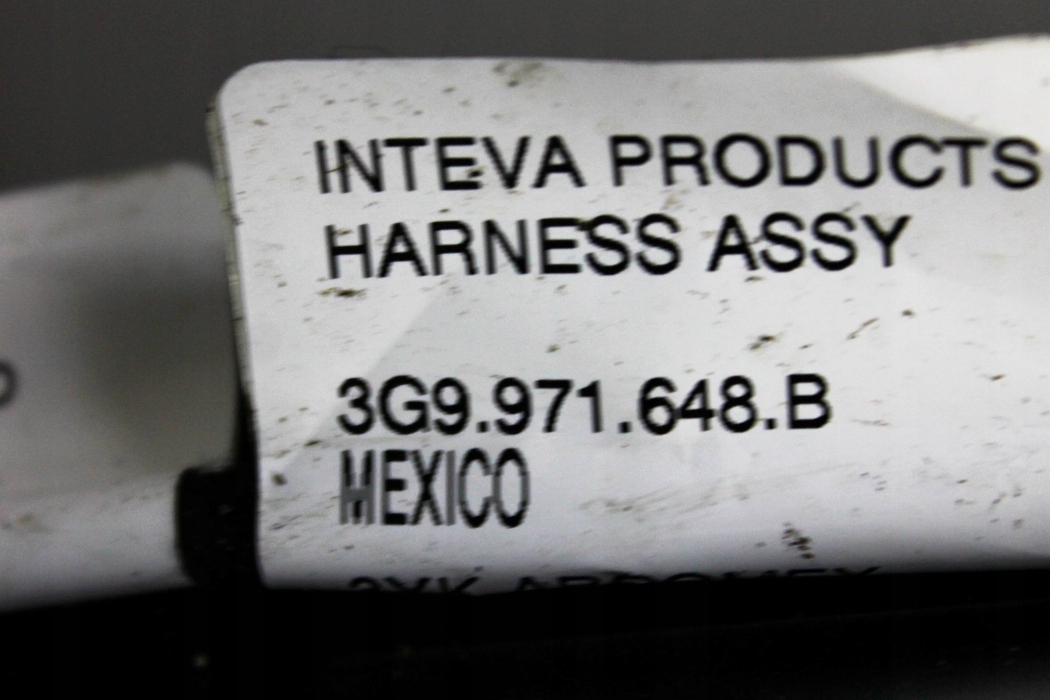 INTEVA PRODUCTS
HARNESS ASSY
3G9.971.648.B
MEXICO